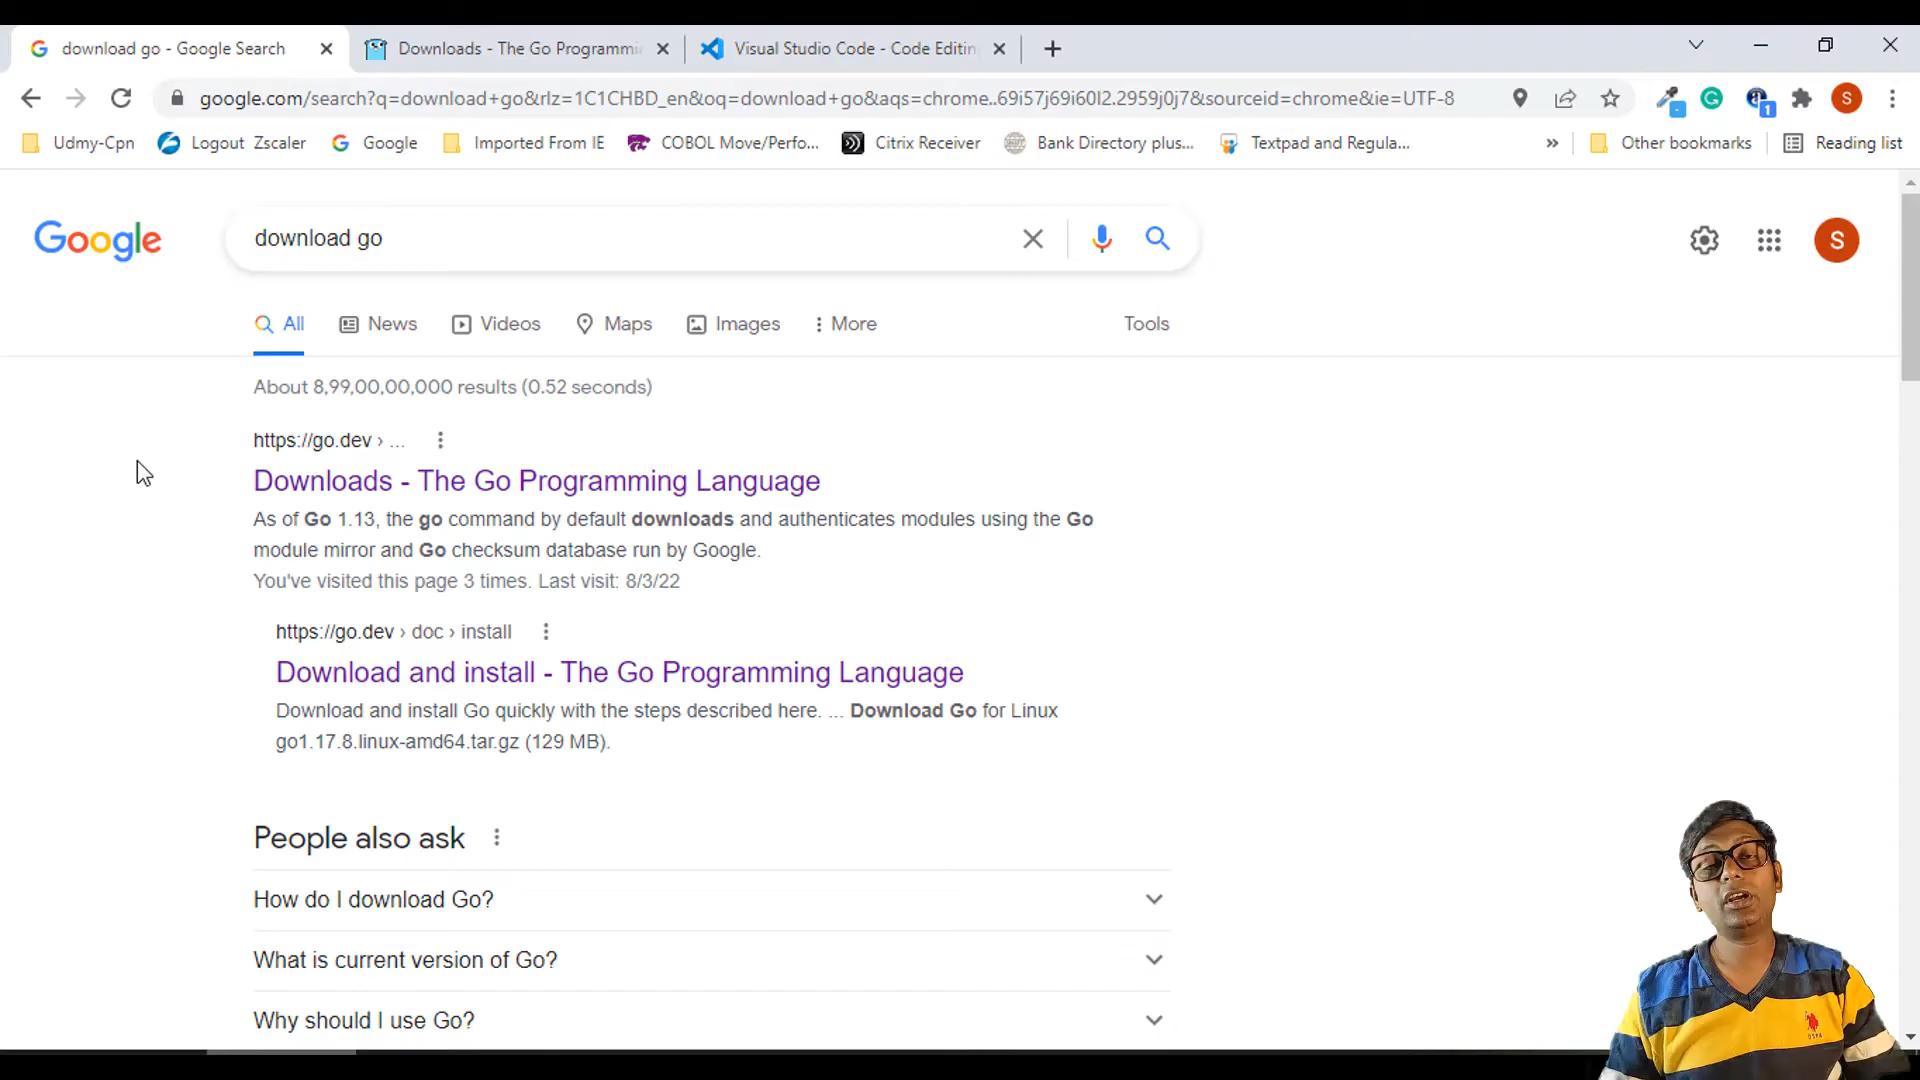 download go - Google Search
Downloads - The Go Programmi
Visual Studio Code - Code Editin
google.com/search?q=download+go&rlz=1C1CHBD_en&oq=download+go&aqs=chrome..69i57j69i60l2.2959j0j7&sourceid=chrome&ie=UTF-8
S
Udmy-Cpn
Logout Zscaler
Google
Imported From IE
COBOL Move/Perfo...
Citrix Receiver
Bank Directory plus...
Textpad and Regula...
»
Other bookmarks
Reading list
Google
download go
S
All
News
Videos
Maps
Images
More
Tools
About 8,99,00,00,000 results (0.52 seconds)
https://go.dev › ...
Downloads - The Go Programming Language
As of Go 1.13, the go command by default downloads and authenticates modules using the Go
module mirror and Go checksum database run by Google.
You've visited this page 3 times. Last visit: 8/3/22
https://go.dev › doc › install
Download and install - The Go Programming Language
Download and install Go quickly with the steps described here. ... Download Go for Linux
go1.17.8.linux-amd64.tar.gz (129 MB).
People also ask
How do I download Go?
What is current version of Go?
Why should I use Go?
USPA